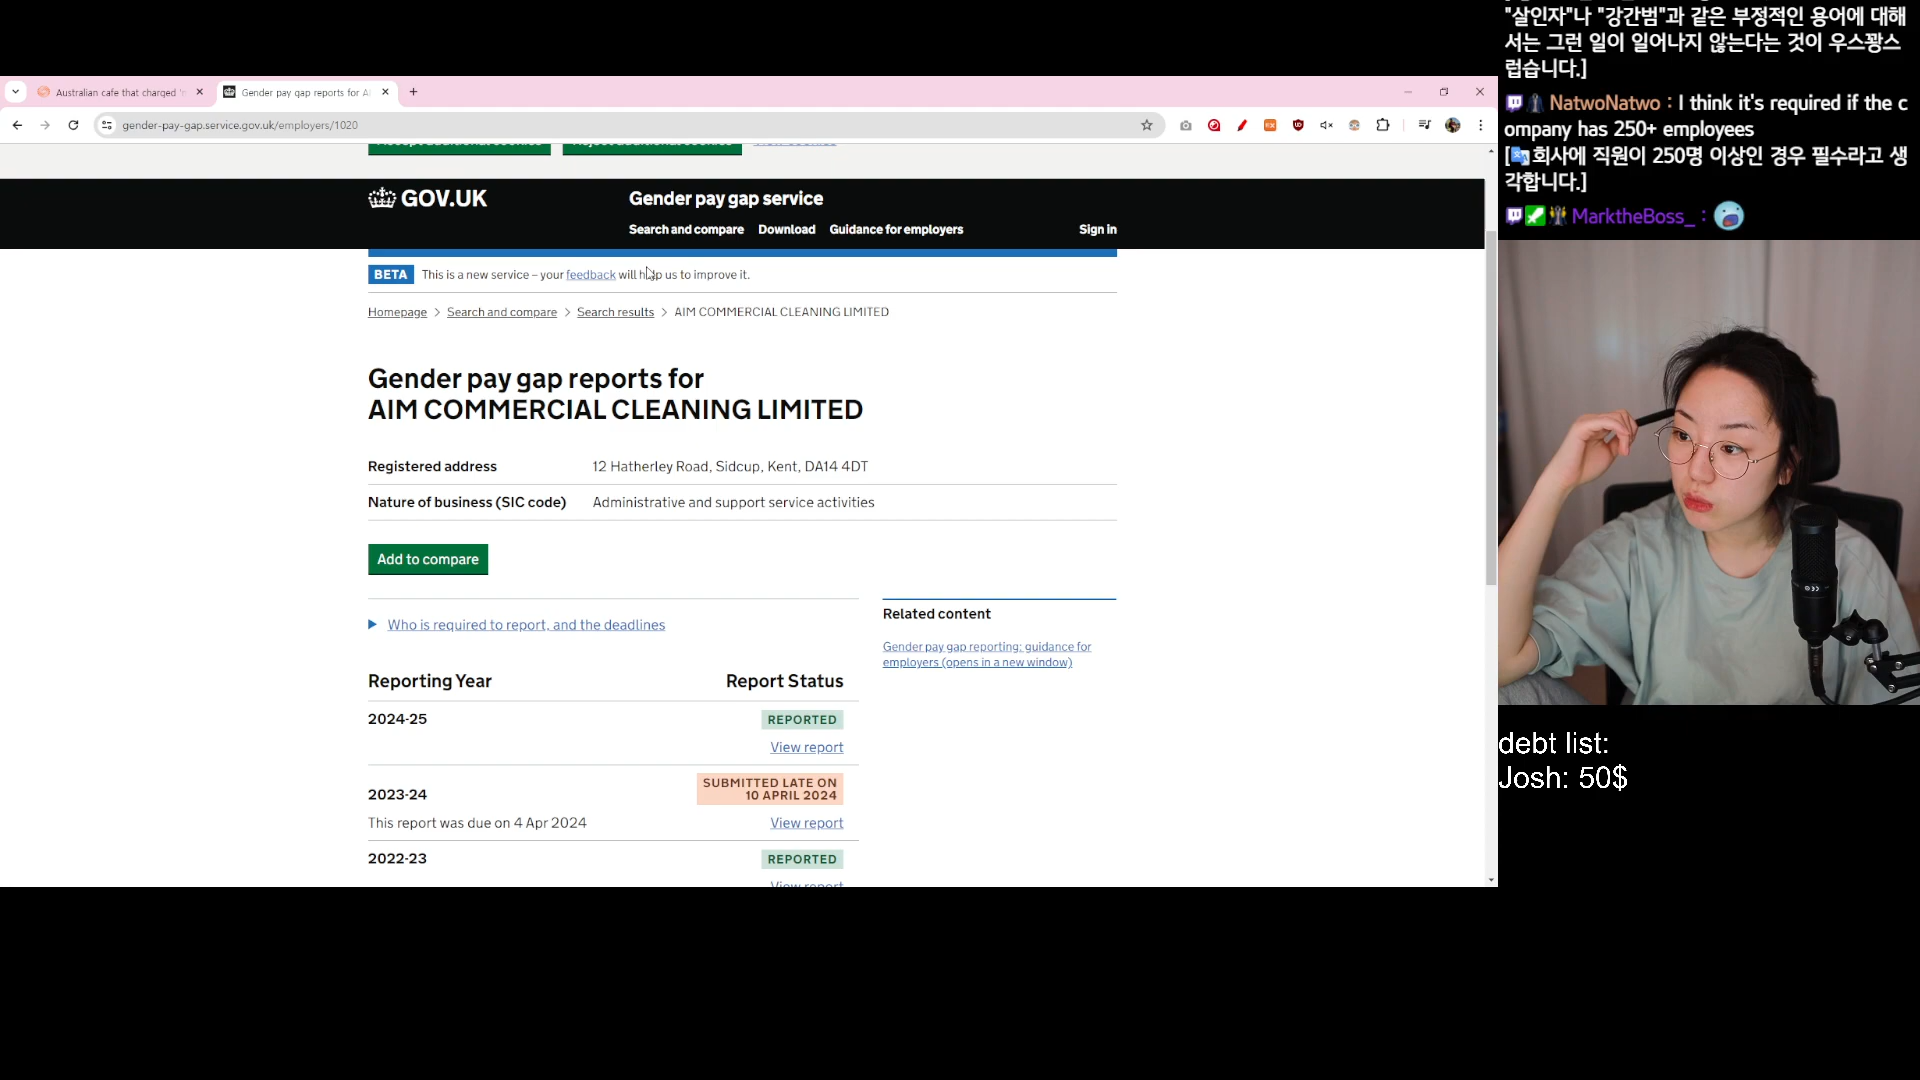 Australian cafe that charged
Gender pay gap reports for
gender-pay-gap.service.gov.uk/employers/1020
GOV.UK
Gender pay gap service
Search and compare
Download
Guidance for employers
Sign in
BETA
This is a new service – your feedback will help us to improve it.
Homepage > Search and compare > Search results > AIM COMMERCIAL CLEANING LIMITED
Gender pay gap reports for
AIM COMMERCIAL CLEANING LIMITED
Registered address
12 Hatherley Road, Sidcup, Kent, DA14 4DT
Nature of business (SIC code)
Administrative and support service activities
Add to compare
Who is required to report, and the deadlines
Related content
Gender pay gap reporting: guidance for
employers (opens in a new window)
Reporting Year
Report Status
2024-25
REPORTED
View report
2023-24
SUBMITTED LATE ON
10 APRIL 2024
This report was due on 4 Apr 2024
View report
2022-23
REPORTED
View report
"살인자"나 "강간범"과 같은 부정적인 용어에 대해
서는 그런 일이 일어나지 않는다는 것이 우스꽝스
럽습니다.]
NatwoNatwo : I think it's required if the c
ompany has 250+ employees
[회사에 직원이 250명 이상인 경우 필수라고 생
각합니다.]
MarktheBoss_ :
debt list:
Josh: 50$